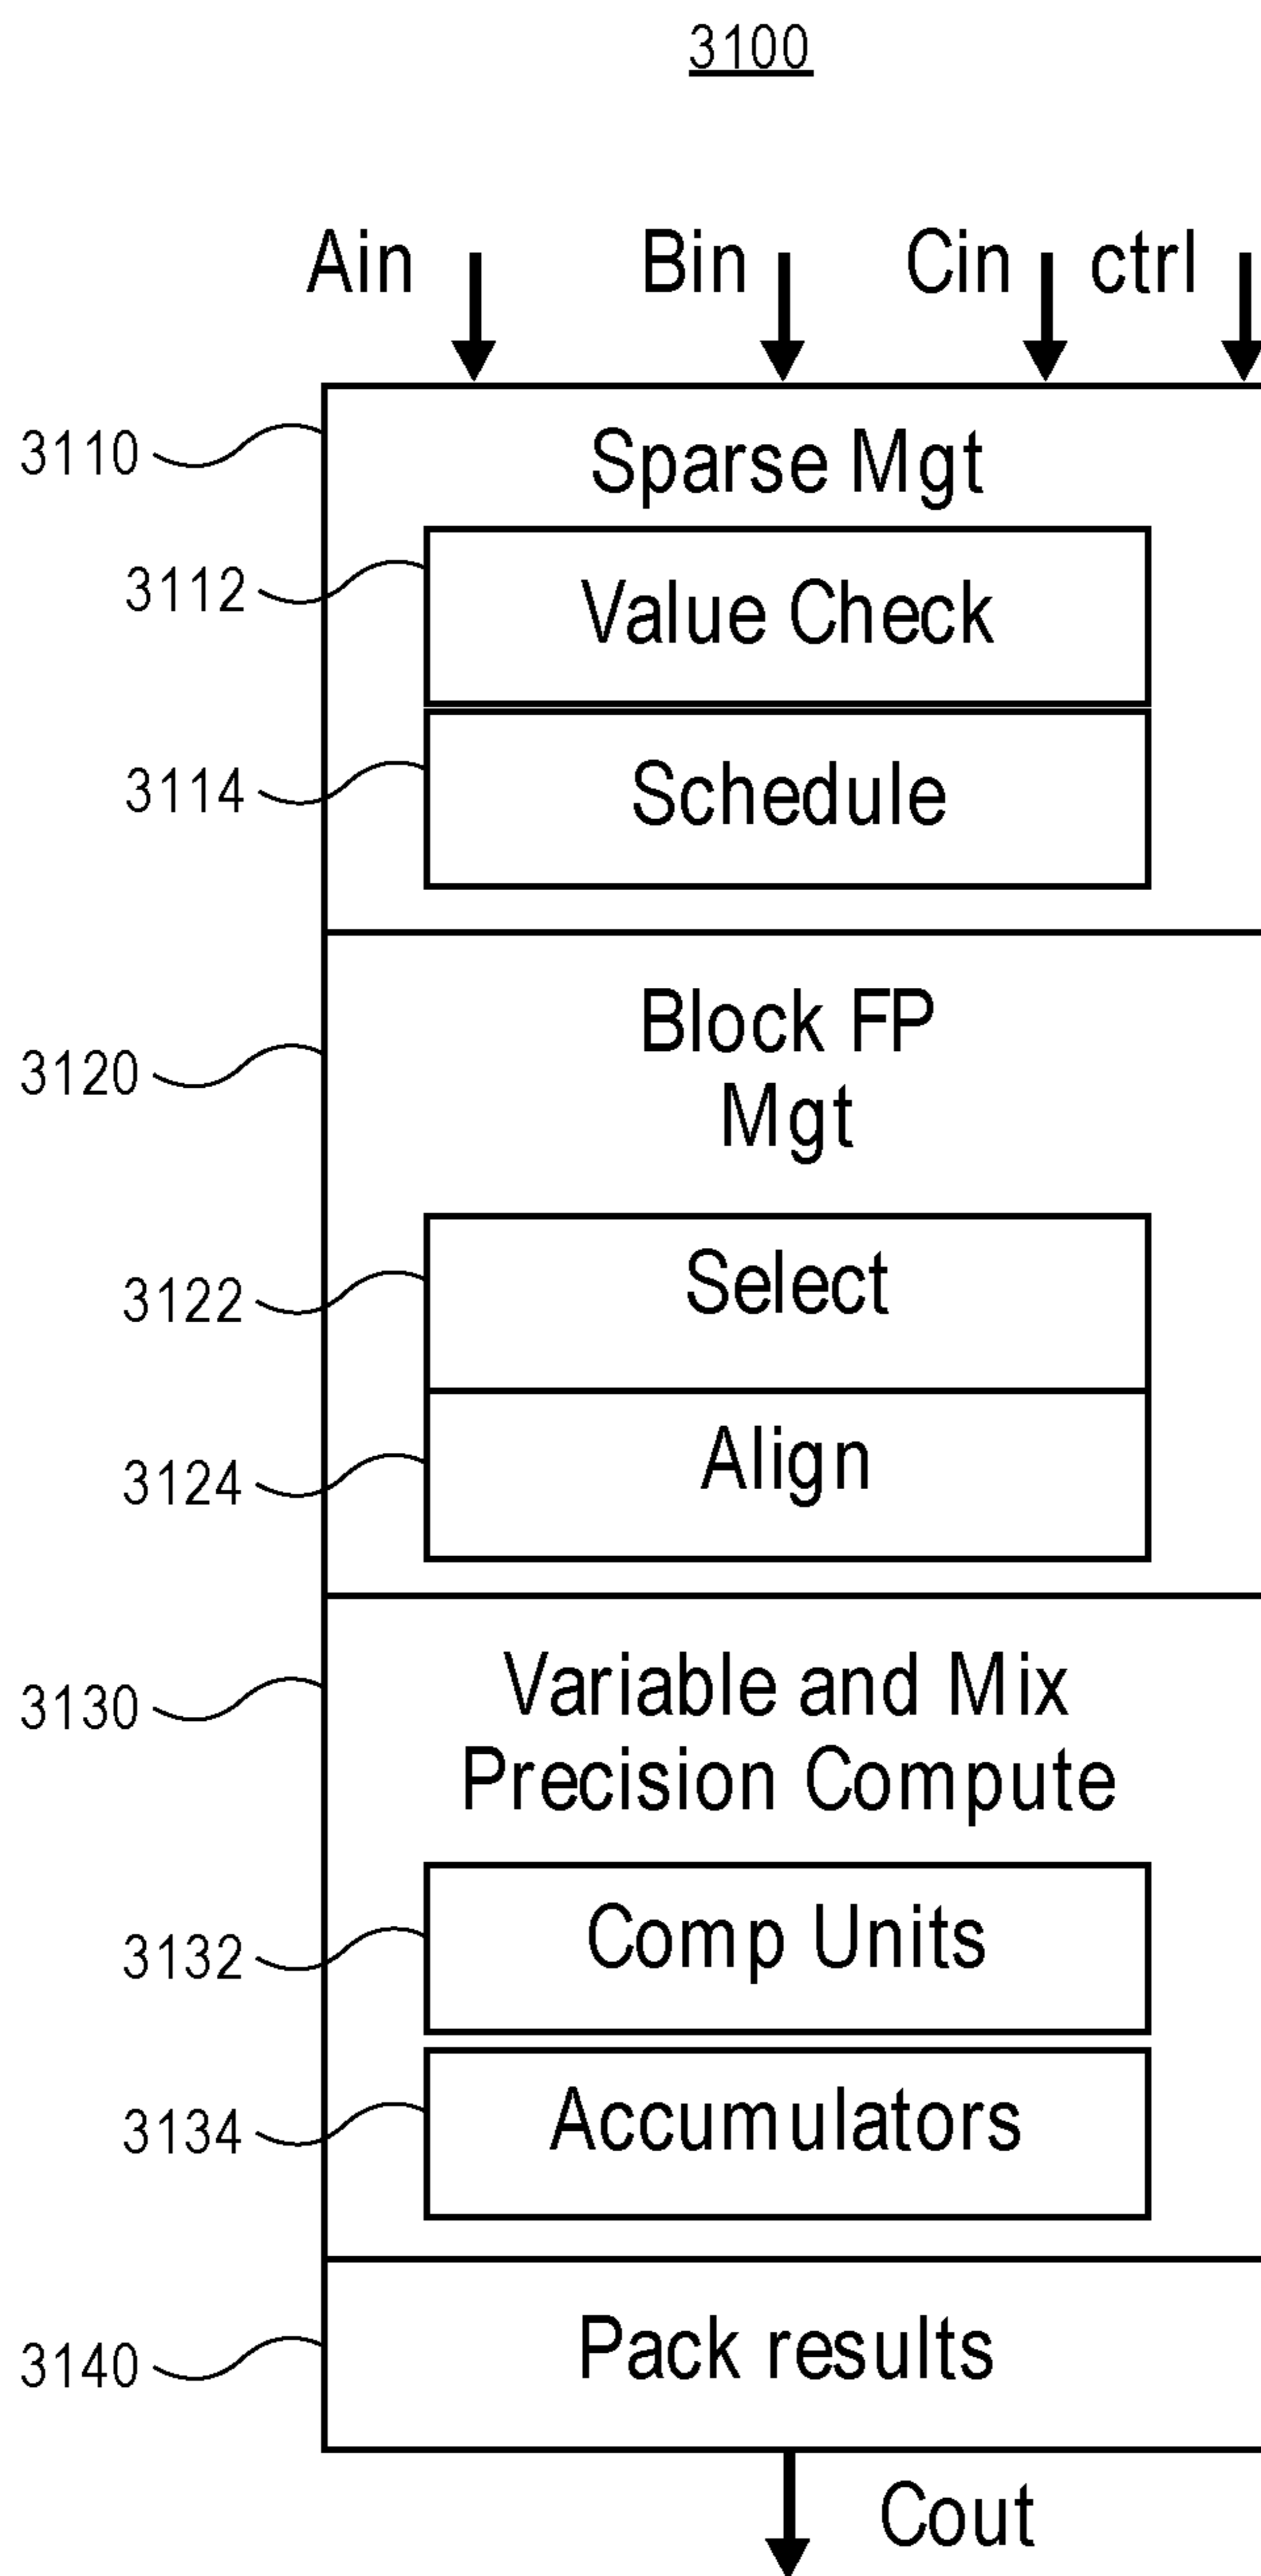 3100
Ain Bin Cin ctrl
3110 Sparse Mgt
3112 Value Check
3114 Schedule
Block FP
3120 Mgt
3122 Select
3124 Align
3130 Variable and Mix
Precision Compute
3132 Comp Units
3134 Accumulators
3140 Pack results
Cout